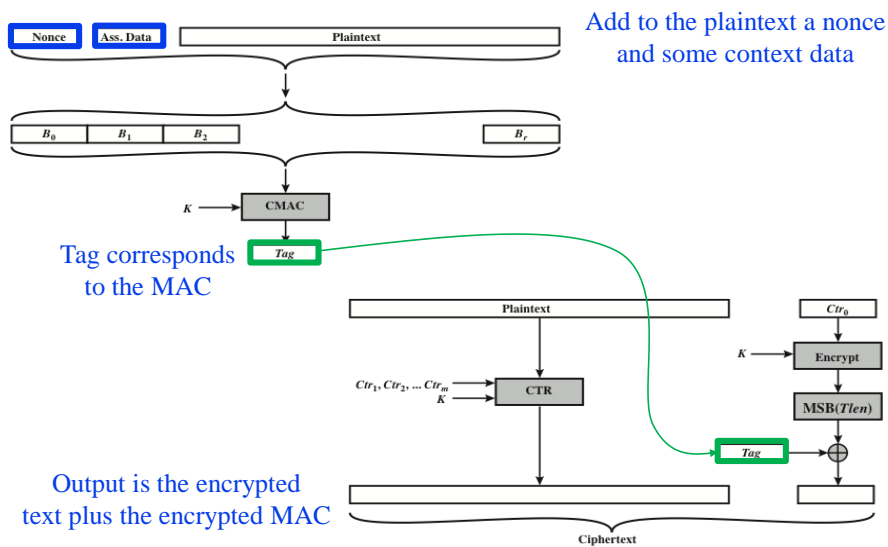 Nonce Ass. Data Plaintext
Add to the plaintext a nonce
and some context data
B₀ B₁ B₂ Bᵣ
K CMAC
Tag
Tag corresponds
to the MAC
Plaintext Ctr₀
K Encrypt
Ctr₁, Ctr₂, ... Ctrₘ
K
CTR
MSB(Tlen)
Tag
Output is the encrypted
text plus the encrypted MAC
Ciphertext